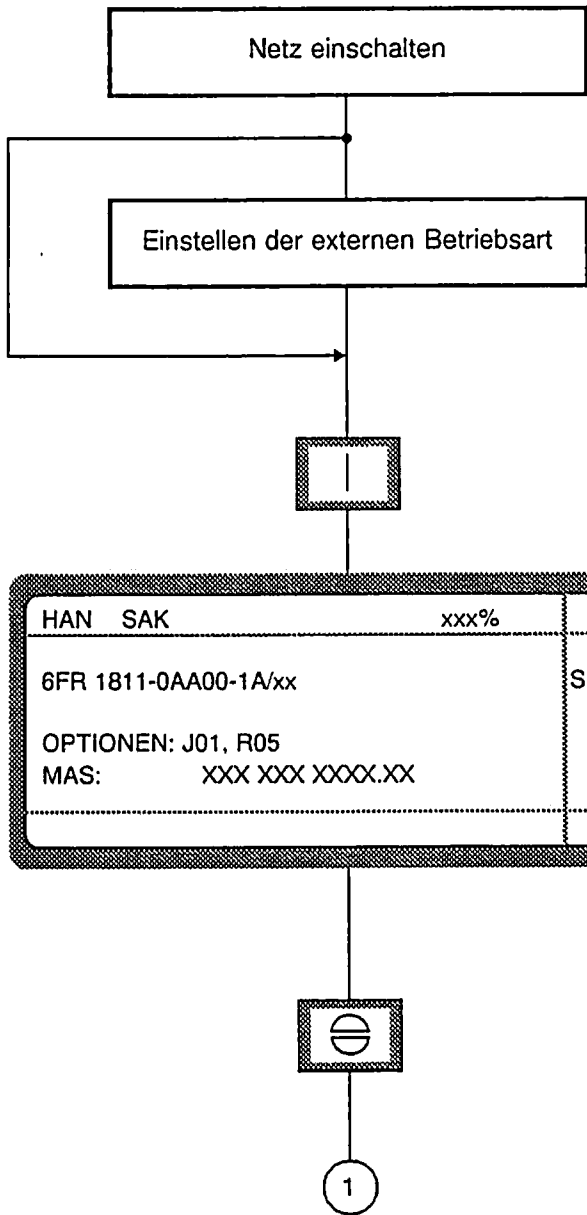 Netz einschalten
Einstellen der externen Betriebsart
|
HAN SAK xxx%
6FR 1811-0AA00-1A/xx
S
OPTIONEN: J01, R05
MAS: XXX XXX XXXX.XX
1